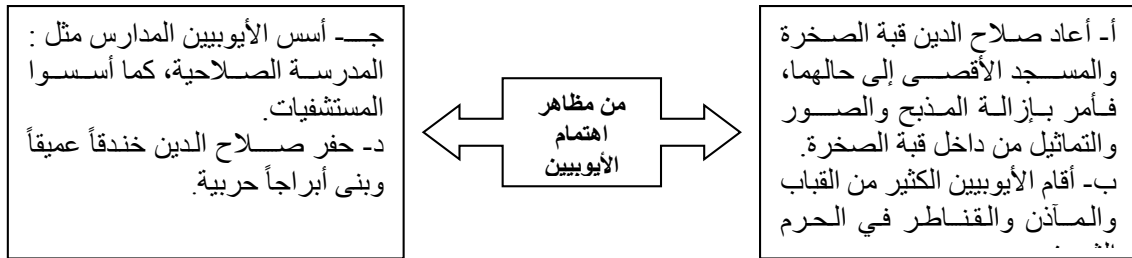 أ- أعاد صلاح الدين قبة الصخرة
والمسجد الأقصى إلى حالهما،
فأمر بإزالة المذبح والصور
والتماثيل من داخل قبة الصخرة.
ب- أقام الأيوبيين الكثير من القباب
والمآذن والقناطر في الحرم
من مظاهر
اهتمام
الأيوبيين
جـ- أسس الأيوبيين المدارس مثل :
المدرسة الصلاحية، كما أسسوا
المستشفيات.
د- حفر صلاح الدين خندقاً عميقاً
وبنى أبراجاً حربية.